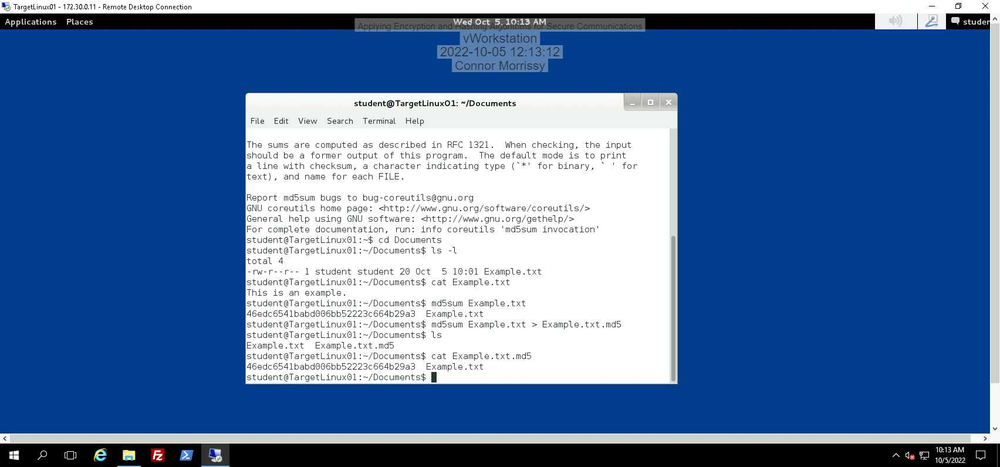 TargetLinux01 - 172.30.0.11 - Remote Desktop Connection
Applications Places
Wed Oct 5, 10:13 AM
studer
Applying Encryption and Hashing Algorithms for Secure Communications
vWorkstation
2022-10-05 12:13:12
Connor Morrissy
student@TargetLinux01: ~/Documents
File Edit View Search Terminal Help
The sums are computed as described in RFC 1321.  When checking, the input
should be a former output of this program.  The default mode is to print
a line with checksum, a character indicating type (`*' for binary, ` ' for
text), and name for each FILE.
Report md5sum bugs to bug-coreutils@gnu.org
GNU coreutils home page: <http://www.gnu.org/software/coreutils/>
General help using GNU software: <http://www.gnu.org/gethelp/>
For complete documentation, run: info coreutils 'md5sum invocation'
student@TargetLinux01:~$ cd Documents
student@TargetLinux01:~/Documents$ ls -l
total 4
-rw-r--r-- 1 student student 20 Oct  5 10:01 Example.txt
student@TargetLinux01:~/Documents$ cat Example.txt
This is an example.
student@TargetLinux01:~/Documents$ md5sum Example.txt
46edc6541babd006bb52223c664b29a3  Example.txt
student@TargetLinux01:~/Documents$ md5sum Example.txt > Example.txt.md5
student@TargetLinux01:~/Documents$ ls
Example.txt  Example.txt.md5
student@TargetLinux01:~/Documents$ cat Example.txt.md5
46edc6541babd006bb52223c664b29a3  Example.txt
student@TargetLinux01:~/Documents$
10:13 AM
10/5/2022